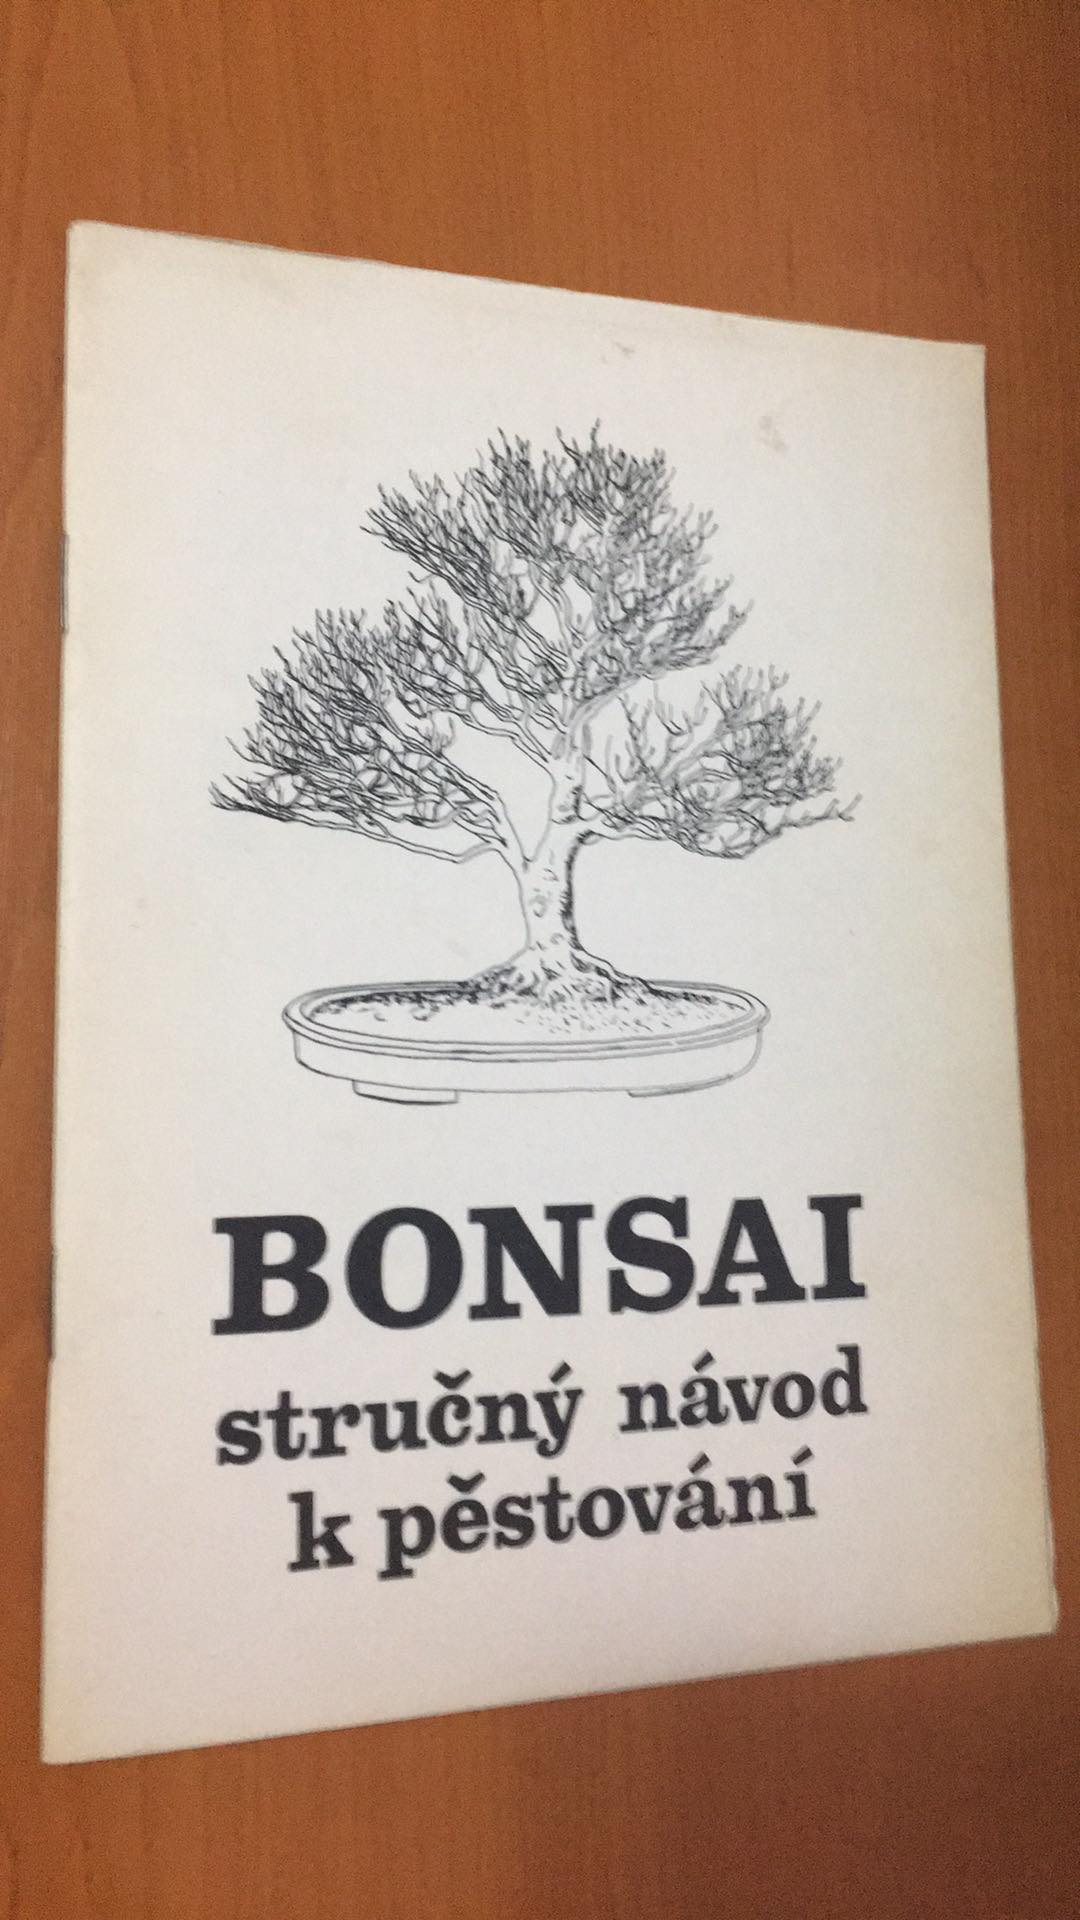 BONSAI
stručný návod
k pěstování